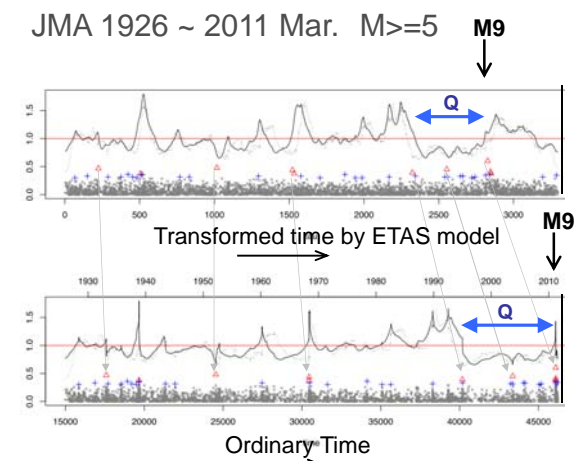 JMA 1926 ~ 2011 Mar. M>=5 M9
Q
1.5
1.0
0.5
0.0
0 500 1000 1500 2000 2500 3000
Transformed time by ETAS model
M9
1930 1940 1950 1960 1970 1980 1990 2000 2010
Q
1.5
1.0
0.5
0.0
15000 20000 25000 30000 35000 40000 45000
Ordinary Time